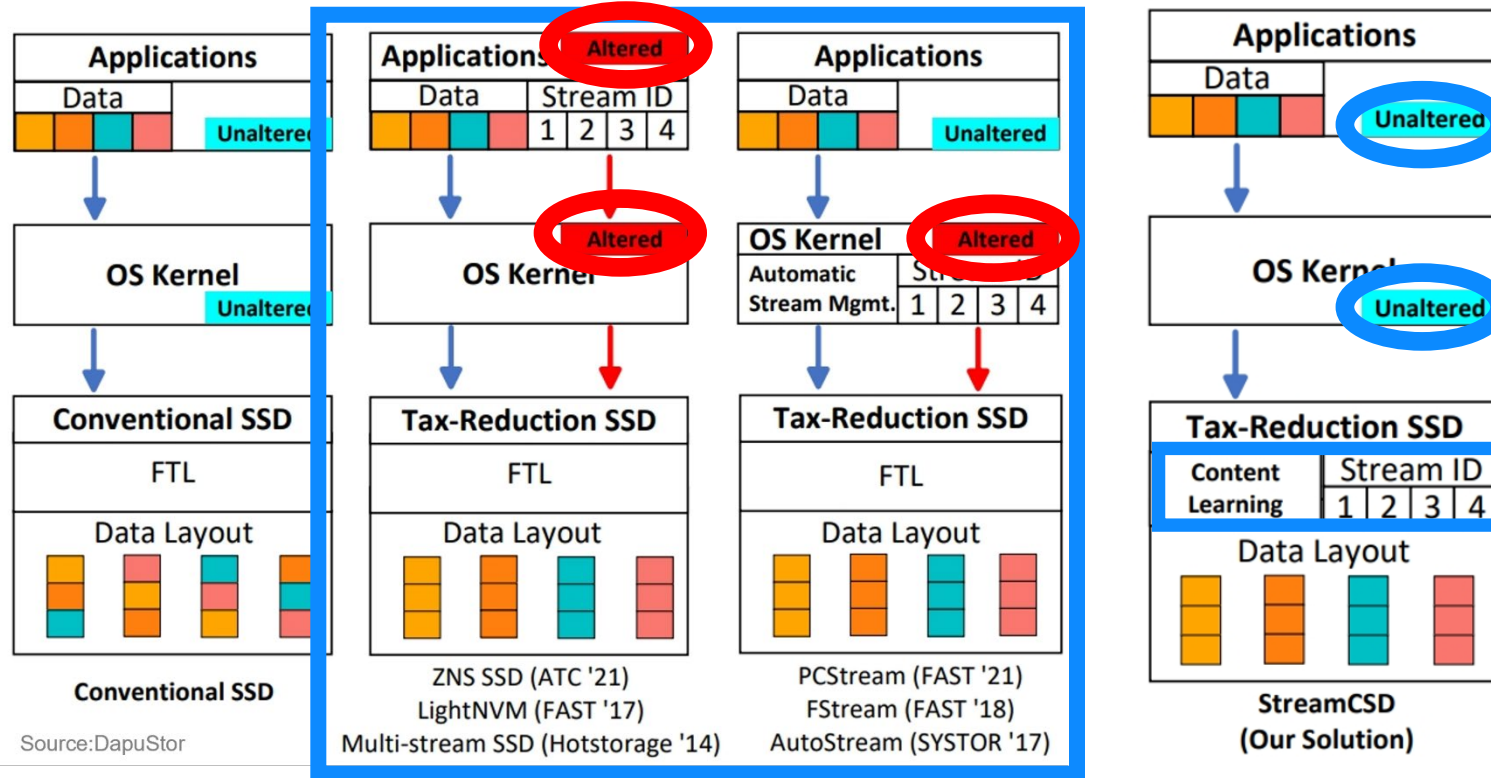 Applications
Data
Unaltered
OS Kernel
Unaltered
Conventional SSD
FTL
Data Layout
Conventional SSD
Source:DapuStor
Applications
Altered
Data
Stream ID
1 2 3 4
Altered
OS Kernel
Tax-Reduction SSD
FTL
Data Layout
ZNS SSD (ATC '21)
LightNVM (FAST '17)
Multi-stream SSD (Hotstorage '14)
Applications
Data
Unaltered
OS Kernel
Altered
Automatic
Stream Mgmt.
1 2 3 4
Tax-Reduction SSD
FTL
Data Layout
PCStream (FAST '21)
FStream (FAST '18)
AutoStream (SYSTOR '17)
Applications
Data
Unaltered
OS Kernel
Unaltered
Tax-Reduction SSD
Content
Learning
Stream ID
1 2 3 4
Data Layout
StreamCSD
(Our Solution)